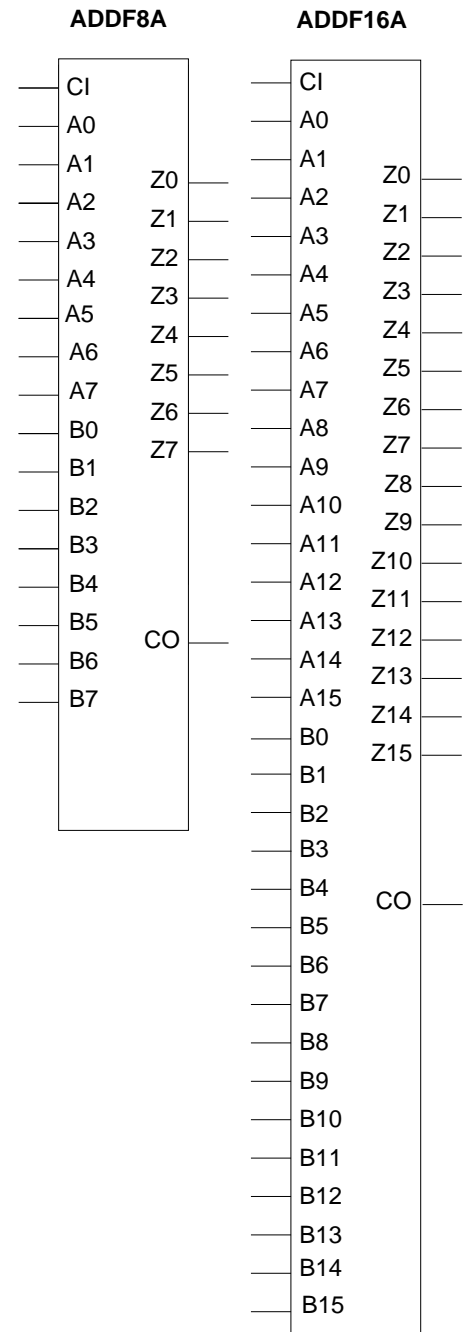 ADDF8A
CI
A0
A1
A2
A3
A4
A5
A6
A7
B0
B1
B2
B3
B4
B5
B6
B7
Z0
Z1
Z2
Z3
Z4
Z5
Z6
Z7
CO
ADDF16A
CI
A0
A1
A2
A3
A4
A5
A6
A7
A8
A9
A10
A11
A12
A13
A14
A15
B0
B1
B2
B3
B4
B5
B6
B7
B8
B9
B10
B11
B12
B13
B14
B15
Z0
Z1
Z2
Z3
Z4
Z5
Z6
Z7
Z8
Z9
Z10
Z11
Z12
Z13
Z14
Z15
CO